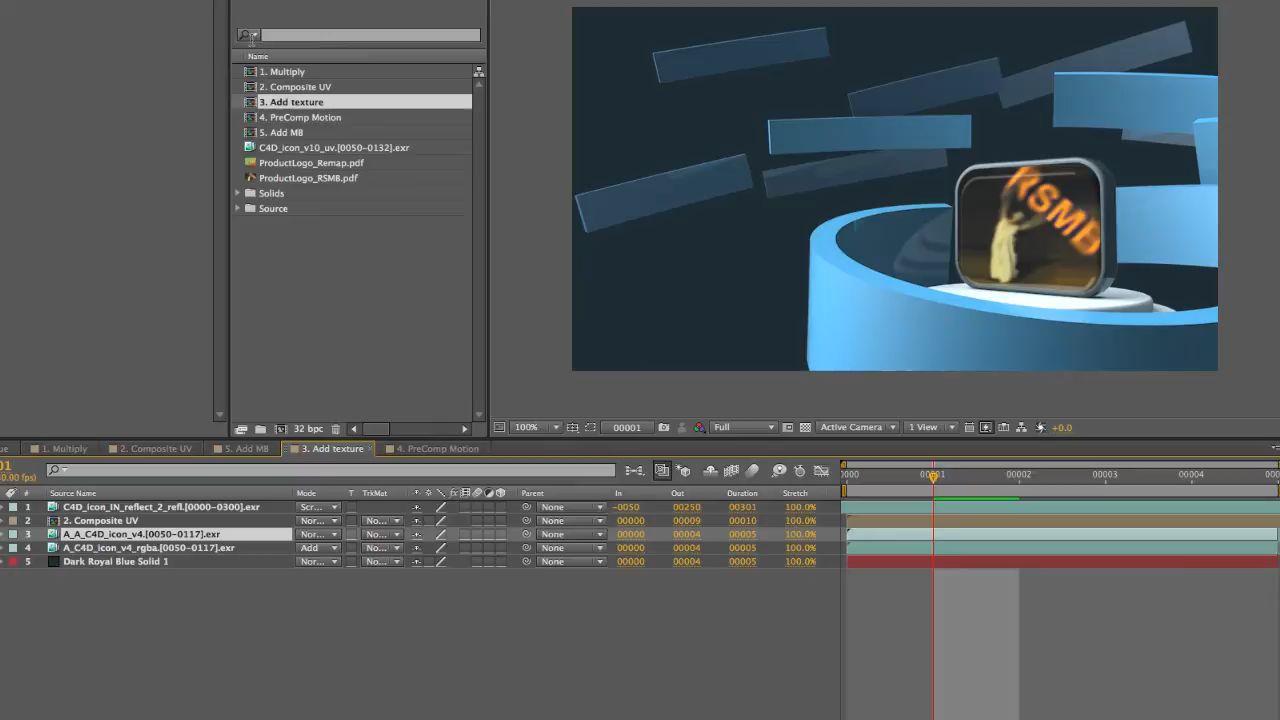 Name
1. Multiply
2. Composite UV
3. Add texture
4. PreComp Motion
5. Add MB
C4D_icon_v10_uv.[0050-0132].exr
ProductLogo_Remap.pdf
ProductLogo_RSMB.pdf
Solids
Source
RSMB
32 bpc
100% 00001 Full Active Camera 1 View +0.0
ue 1. Multiply 2. Composite UV 5. Add MB 3. Add texture × 4. PreComp Motion
01
0.00 fps)
0000 00001 00002 00003 00004 000
# Source Name Mode T TrkMat fx Parent In Out Duration Stretch
1 C4D_icon_IN_reflect_2_refl.[0000-0300].exr Scr... None -0050 00250 00301 100.0%
2 2. Composite UV Nor... No... None 00000 00009 00010 100.0%
3 A_A_C4D_icon_v4.[0050-0117].exr Nor... No... None 00000 00004 00005 100.0%
4 A_C4D_icon_v4_rgba.[0050-0117].exr Add No... None 00000 00004 00005 100.0%
5 Dark Royal Blue Solid 1 Nor... No... None 00000 00004 00005 100.0%